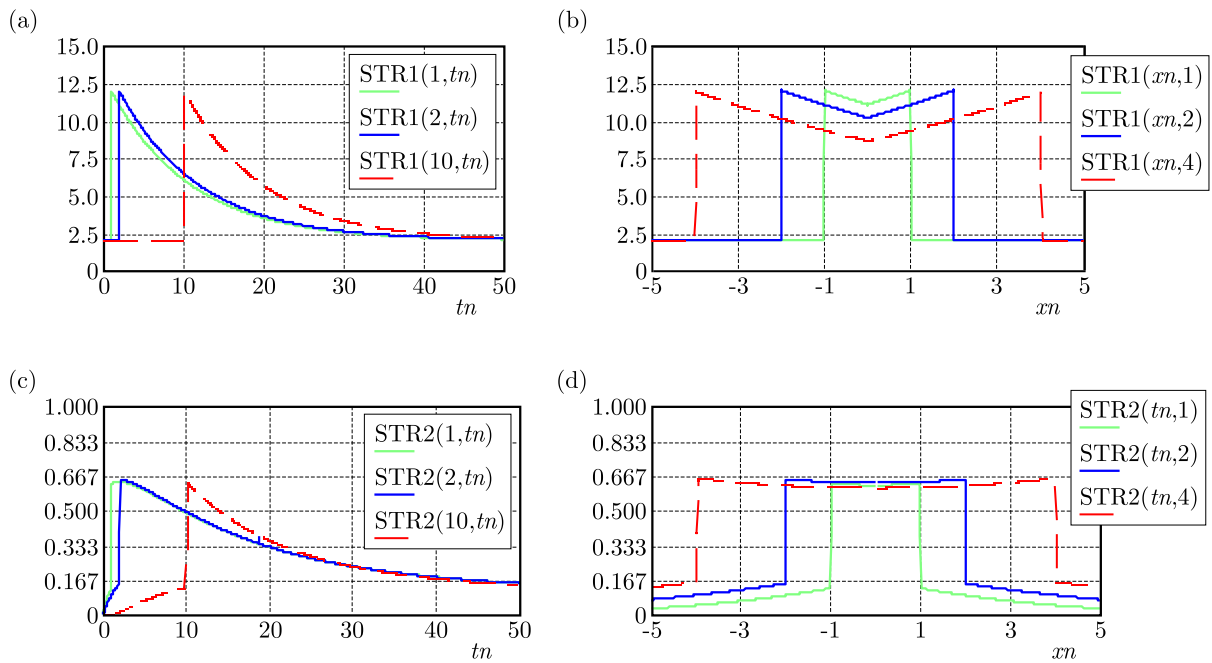 (a)
15.0
12.5
10.0
7.5
5.0
2.5
0
0 10 20 30 40 50
tn
STR1(1,tn)
STR1(2,tn)
STR1(10,tn)
(b)
15.0
12.5
10.0
7.5
5.0
2.5
0
-5 -3 -1 1 3 5
xn
STR1(xn,1)
STR1(xn,2)
STR1(xn,4)
(c)
1.000
0.833
0.667
0.500
0.333
0.167
0
0 10 20 30 40 50
tn
STR2(1,tn)
STR2(2,tn)
STR2(10,tn)
(d)
1.000
0.833
0.667
0.500
0.333
0.167
0
-5 -3 -1 1 3 5
xn
STR2(tn,1)
STR2(tn,2)
STR2(tn,4)